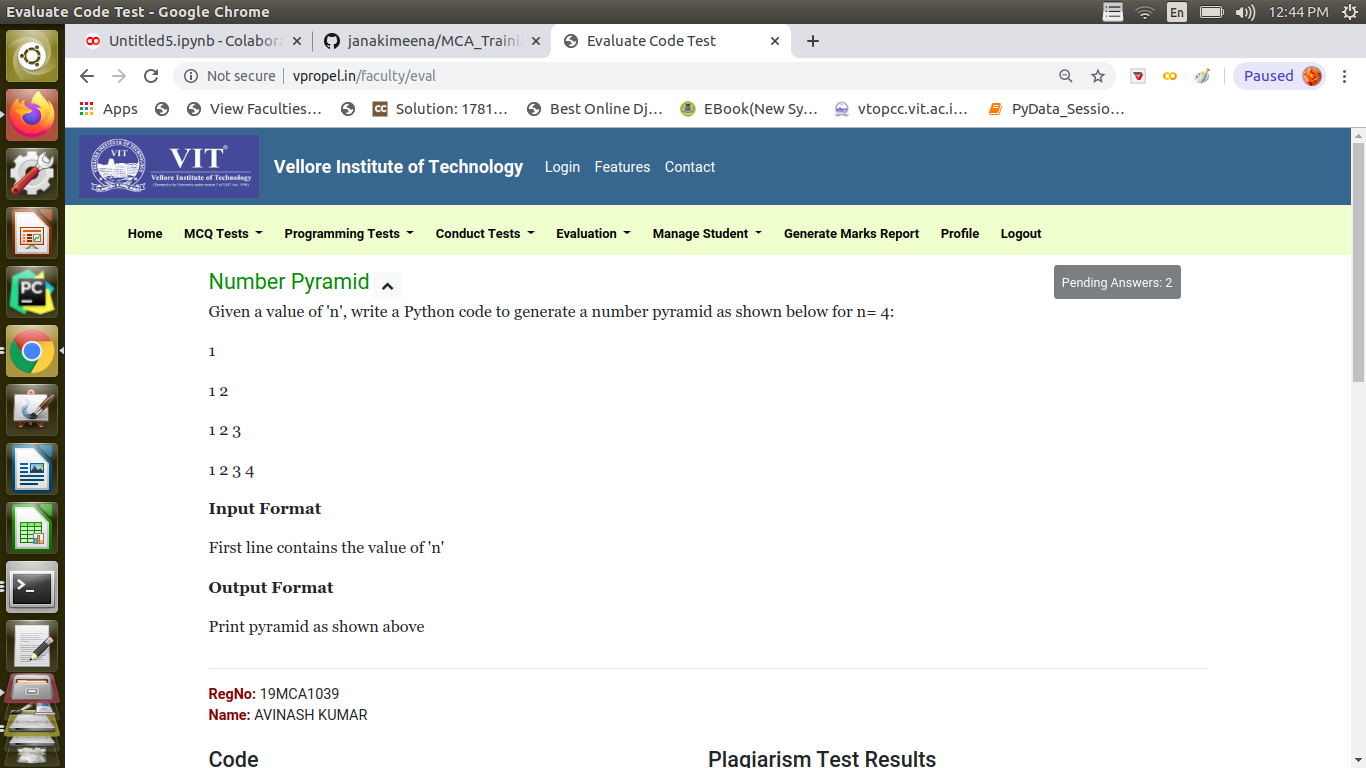 Evaluate Code Test - Google Chrome
En
12:44 PM
Untitled5.ipynb - Colabora
janakimeena/MCA_Traini
Evaluate Code Test
Not secure | vpropel.in/faculty/eval
Paused
Apps
View Faculties...
CC Solution: 1781...
Best Online Dj...
EBook(New Sy...
vtopcc.vit.ac.i...
PyData_Sessio...
VIT
VIT®
Vellore Institute of Technology
Vellore Institute of Technology
Login Features Contact
Home MCQ Tests Programming Tests Conduct Tests Evaluation Manage Student Generate Marks Report Profile Logout
Number Pyramid
Pending Answers: 2
Given a value of 'n', write a Python code to generate a number pyramid as shown below for n= 4:
1
1 2
1 2 3
1 2 3 4
Input Format
First line contains the value of 'n'
Output Format
Print pyramid as shown above
RegNo: 19MCA1039
Name: AVINASH KUMAR
Code
Plagiarism Test Results
PC